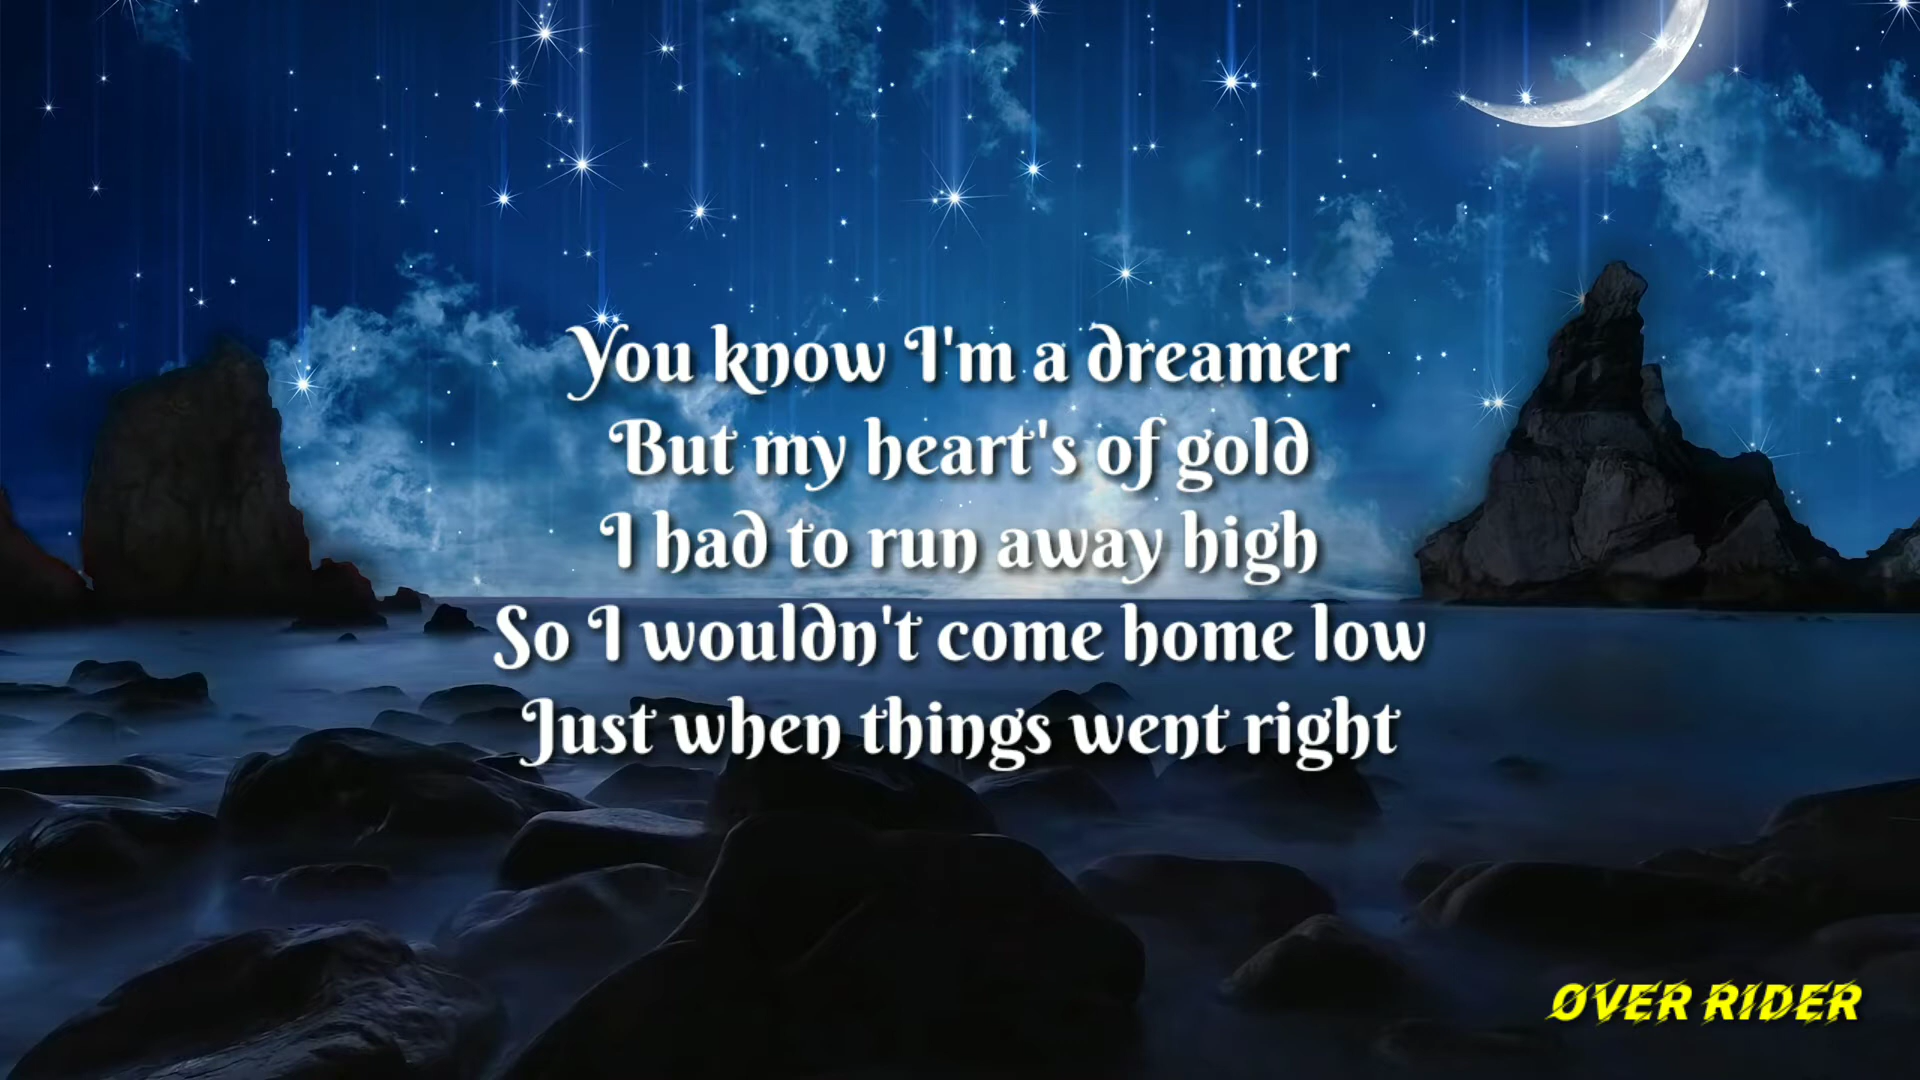 You know I'm a dreamer
But my heart's of gold
I had to run away high
So I wouldn't come home low
Just when things went right
OVER RIDER